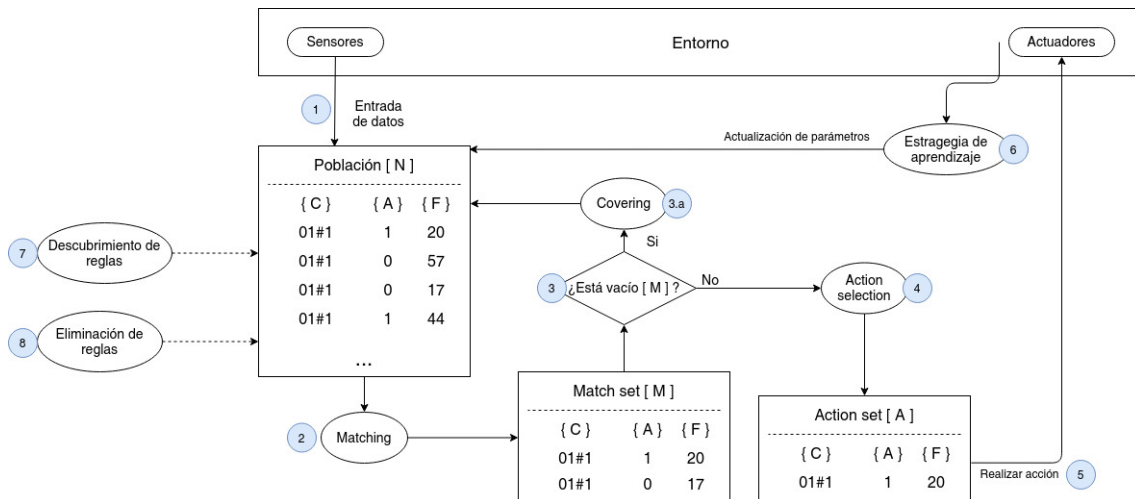 Sensores
Entorno
Actuadores
1
Entrada
de datos
Actualización de parámetros
Estragegia de
aprendizaje
6
Población [ N ]
{ C } { A } { F }
01#1 1 20
01#1 0 57
01#1 0 17
01#1 1 44
...
Covering
3.a
Si
7
Descubrimiento de
reglas
3
¿Está vacío [ M ] ?
No
Action
selection
4
8
Eliminación de
reglas
2
Matching
Match set [ M ]
{ C } { A } { F }
01#1 1 20
01#1 0 17
Action set [ A ]
{ C } { A } { F }
01#1 1 20
Realizar acción
5